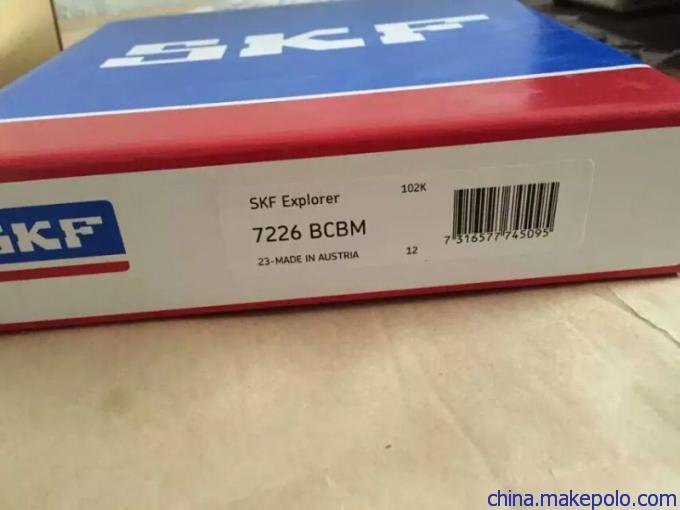 SKF
SKF
SKF Explorer
102K
7226 BCBM
23-MADE IN AUSTRIA
12
7 316577 745095
china.makepolo.com